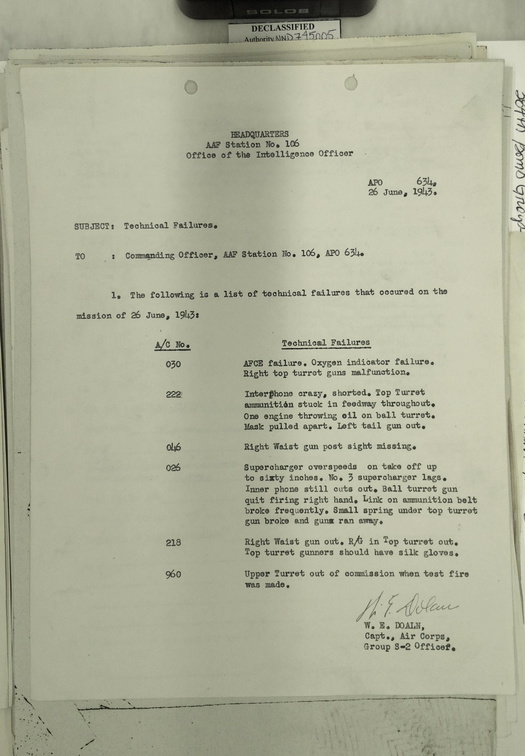 SOLOS
DECLASSIFIED
Authority NND745005
HEADQUARTERS
AAF Station No. 106
Office of the Intelligence Officer
APO 634,
26 June, 1943.
SUBJECT: Technical Failures.
TO : Commanding Officer, AAF Station No. 106, APO 634.
1. The following is a list of technical failures that occured on the
mission of 26 June, 1943:
A/C No. Technical Failures
030 AFCE failure. Oxygen indicator failure.
Right top turret guns malfunction.
222 Interphone crazy, shorted. Top Turret
ammunition stuck in feedway throughout.
One engine throwing oil on ball turret.
Mask pulled apart. Left tail gun out.
046 Right Waist gun post sight missing.
026 Supercharger overspeeds on take off up
to sixty inches. No. 3 supercharger lags.
Inner phone still cuts out. Ball turret gun
quit firing right hand. Link on ammunition belt
broke frequently. Small spring under top turret
gun broke and guns ran away.
218 Right Waist gun out. R/G in Top turret out.
Top turret gunners should have silk gloves.
960 Upper Turret out of commission when test fire
was made.
W. E. Dolan
W. E. DOALN,
Capt., Air Corps,
Group S-2 Officer.
Bomb Group